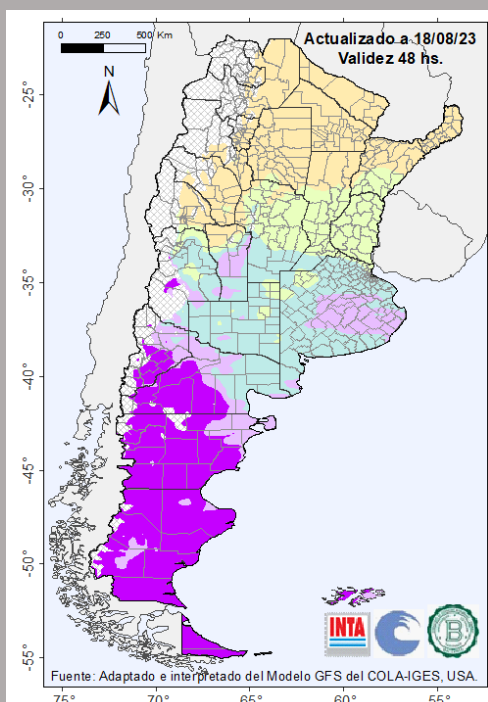 0 250 500 Km
Actualizado a 18/08/23
Validez 48 hs.
N
-25°
-30°
-35°
-40°
-45°
-50°
-55°
INTA
B
Fuente: Adaptado e interpretado del Modelo GFS del COLA-IGES, USA.
75° 70° 65° 60° 55°